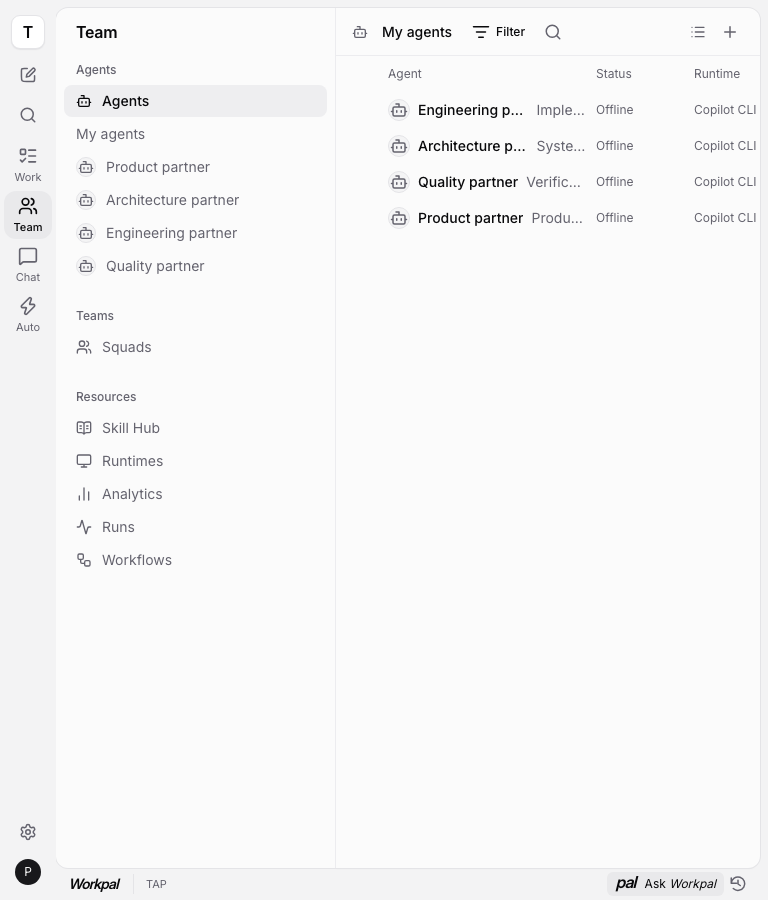 T
Work
Team
Chat
Auto
P
Team
Agents
Agents
My agents
Product partner
Architecture partner
Engineering partner
Quality partner
Teams
Squads
Resources
Skill Hub
Runtimes
Analytics
Runs
Workflows
My agents Filter
Agent Status Runtime
Engineering p... Imple... Offline Copilot CLI
Architecture p... Syste... Offline Copilot CLI
Quality partner Verific... Offline Copilot CLI
Product partner Produ... Offline Copilot CLI
Workpal TAP
pal Ask Workpal